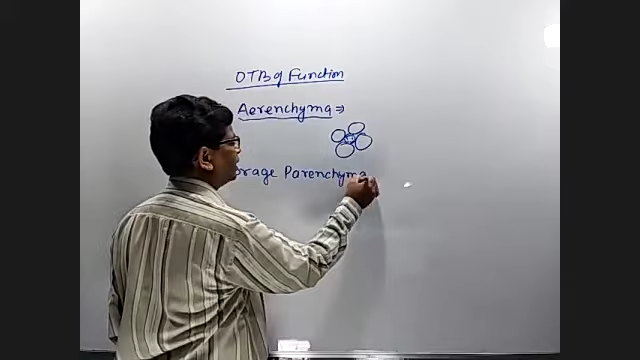 OTB of Function
Aerenchyma ⇒
orage Parenchyma